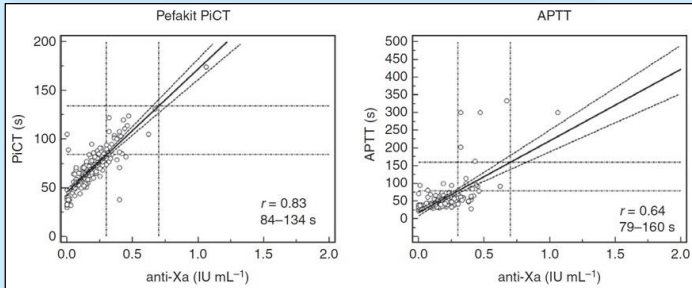 Pefakit PiCT
200
150
100
50
0
PiCT (s)
r = 0.83
84–134 s
0.0 0.5 1.0 1.5 2.0
anti-Xa (IU mL⁻¹)
APTT
500
450
400
350
300
250
200
150
100
50
0
APTT (s)
r = 0.64
79–160 s
0.0 0.5 1.0 1.5 2.0
anti-Xa (IU mL⁻¹)